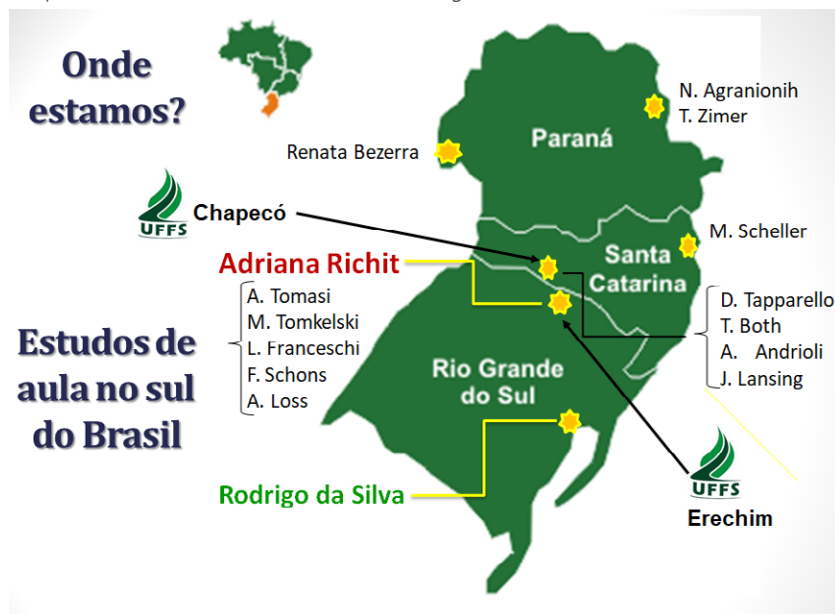 Onde
estamos?
N. Agranionih
T. Zimer
Renata Bezerra
Paraná
UFFS
Chapecó
M. Scheller
Santa
Catarina
Adriana Richit
A. Tomasi
M. Tomkelski
L. Franceschi
F. Schons
A. Loss
D. Tapparello
T. Both
A. Andrioli
J. Lansing
Estudos de
aula no sul
do Brasil
Rio Grande
do Sul
Rodrigo da Silva
UFFS
Erechim